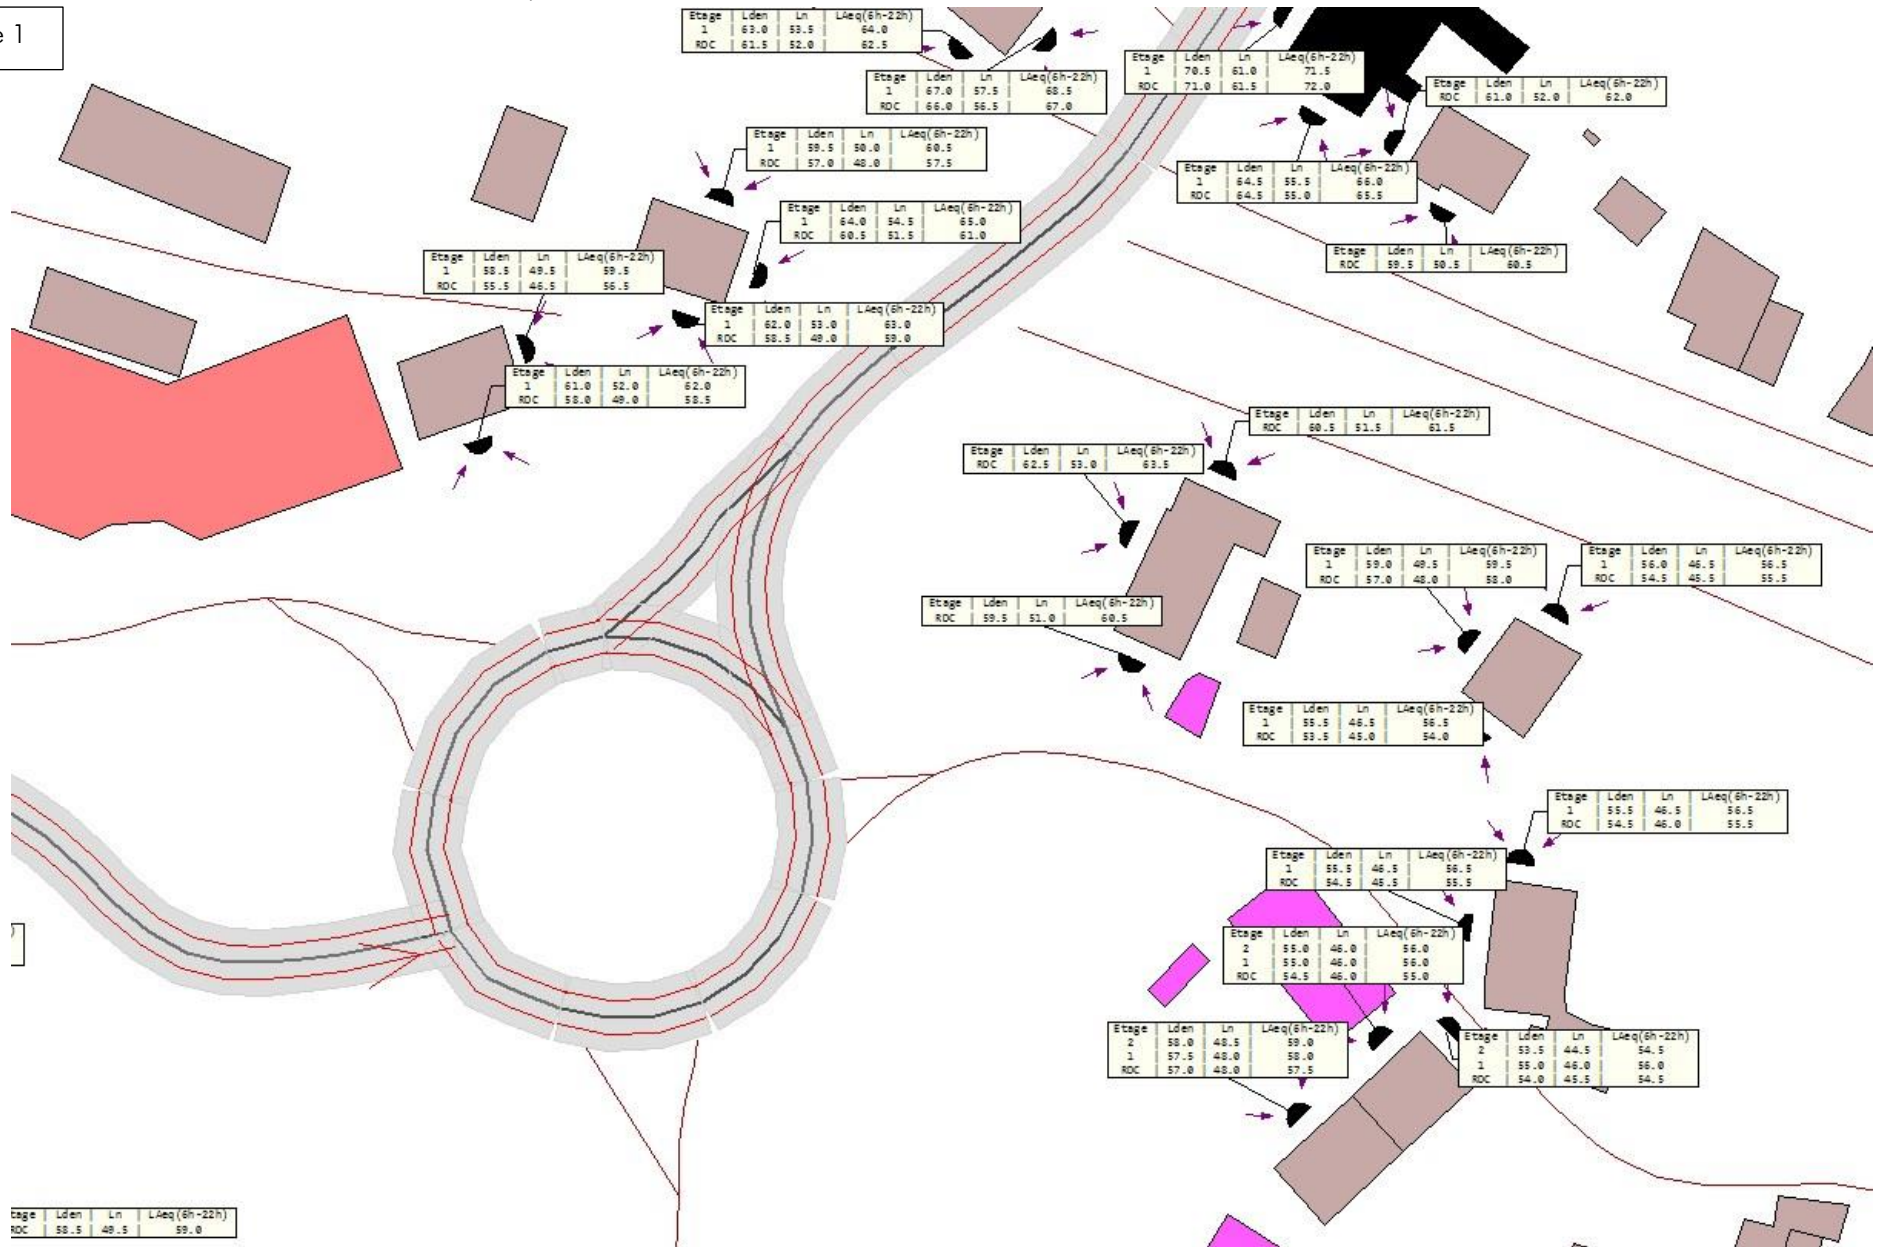 e 1
Etage | Lden | Ln | LAeq(6h-22h)
1 | 63.0 | 53.5 | 64.0
RDC | 61.5 | 52.0 | 62.5
Etage | Lden | Ln | LAeq(6h-22h)
1 | 67.0 | 57.5 | 68.5
RDC | 66.0 | 56.5 | 67.0
Etage | Lden | Ln | LAeq(6h-22h)
1 | 70.5 | 61.0 | 71.5
RDC | 71.0 | 61.5 | 72.0
Etage | Lden | Ln | LAeq(6h-22h)
RDC | 61.0 | 52.0 | 62.0
Etage | Lden | Ln | LAeq(6h-22h)
1 | 59.5 | 50.0 | 60.5
RDC | 57.0 | 48.0 | 57.5
Etage | Lden | Ln | LAeq(6h-22h)
1 | 64.5 | 55.5 | 66.0
RDC | 64.5 | 55.0 | 65.5
Etage | Lden | Ln | LAeq(6h-22h)
1 | 64.0 | 54.5 | 65.0
RDC | 60.5 | 51.5 | 61.0
Etage | Lden | Ln | LAeq(6h-22h)
RDC | 59.5 | 50.5 | 60.5
Etage | Lden | Ln | LAeq(6h-22h)
1 | 58.5 | 49.5 | 59.5
RDC | 55.5 | 46.5 | 56.5
Etage | Lden | Ln | LAeq(6h-22h)
1 | 62.0 | 53.0 | 63.0
RDC | 58.5 | 49.0 | 59.0
Etage | Lden | Ln | LAeq(6h-22h)
1 | 61.0 | 52.0 | 62.0
RDC | 58.0 | 49.0 | 58.5
Etage | Lden | Ln | LAeq(6h-22h)
RDC | 60.5 | 51.5 | 61.5
Etage | Lden | Ln | LAeq(6h-22h)
RDC | 62.5 | 53.0 | 63.5
Etage | Lden | Ln | LAeq(6h-22h)
1 | 59.0 | 49.5 | 59.5
RDC | 57.0 | 48.0 | 58.0
Etage | Lden | Ln | LAeq(6h-22h)
1 | 56.0 | 46.5 | 56.5
RDC | 54.5 | 45.5 | 55.5
Etage | Lden | Ln | LAeq(6h-22h)
RDC | 59.5 | 51.0 | 60.5
Etage | Lden | Ln | LAeq(6h-22h)
1 | 55.5 | 46.5 | 56.5
RDC | 53.5 | 45.0 | 54.0
Etage | Lden | Ln | LAeq(6h-22h)
1 | 55.5 | 46.5 | 56.5
RDC | 54.5 | 46.0 | 55.5
Etage | Lden | Ln | LAeq(6h-22h)
1 | 55.5 | 46.5 | 56.5
RDC | 54.5 | 45.5 | 55.5
Etage | Lden | Ln | LAeq(6h-22h)
2 | 55.0 | 46.0 | 56.0
1 | 55.0 | 46.0 | 56.0
RDC | 54.5 | 46.0 | 55.0
Etage | Lden | Ln | LAeq(6h-22h)
2 | 58.0 | 48.5 | 59.0
1 | 57.5 | 48.0 | 58.0
RDC | 57.0 | 48.0 | 57.5
Etage | Lden | Ln | LAeq(6h-22h)
2 | 53.5 | 44.5 | 54.5
1 | 55.0 | 46.0 | 56.0
RDC | 54.0 | 45.5 | 54.5
tage | Lden | Ln | LAeq(6h-22h)
RDC | 58.5 | 49.5 | 59.0